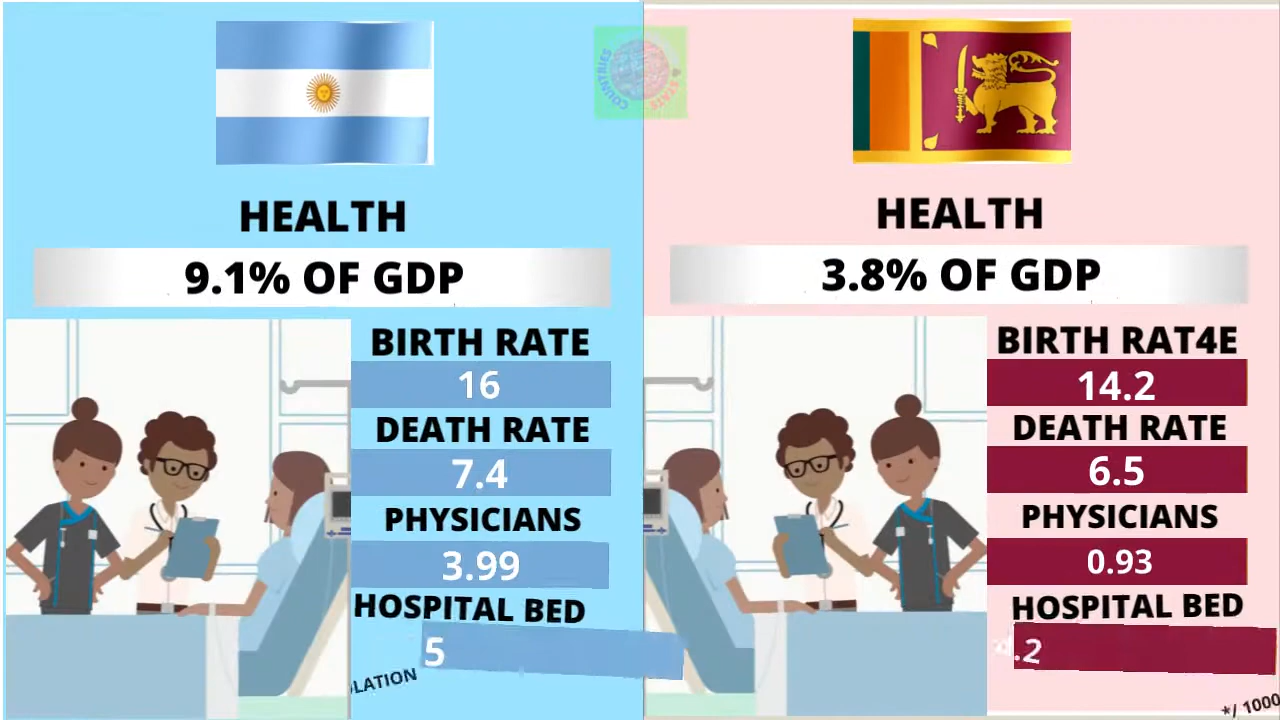 COUNTRIES
STATS
HEALTH
9.1% OF GDP
BIRTH RATE
16
DEATH RATE
7.4
PHYSICIANS
3.99
HOSPITAL BED
5
HEALTH
3.8% OF GDP
BIRTH RAT4E
14.2
DEATH RATE
6.5
PHYSICIANS
0.93
HOSPITAL BED
.2
*/ 1000